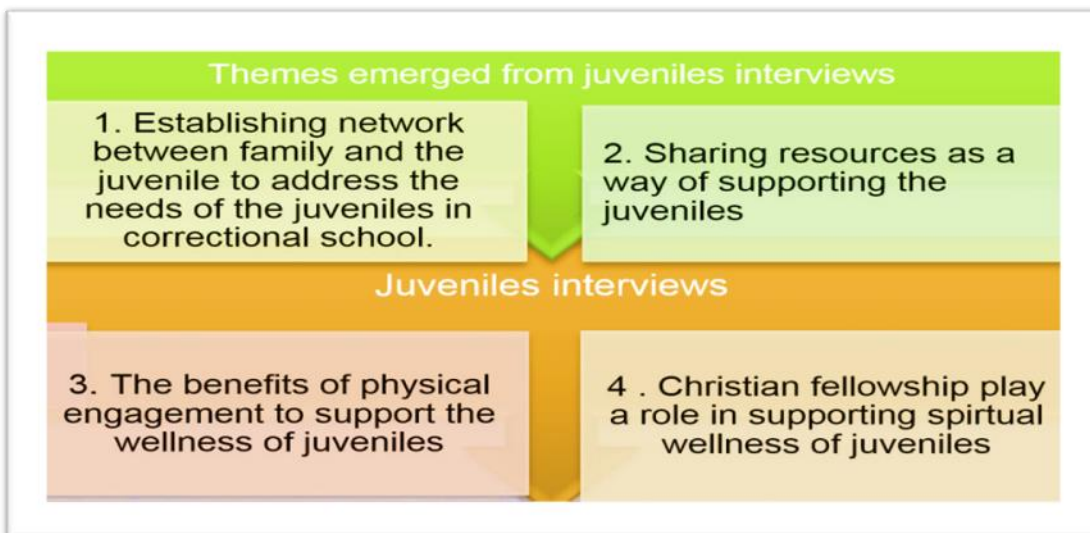 Themes emerged from juveniles interviews
1. Establishing network
between family and the
juvenile to address the
needs of the juveniles in
correctional school.
2. Sharing resources as a
way of supporting the
juveniles
Juveniles interviews
3. The benefits of physical
engagement to support the
wellness of juveniles
4 . Christian fellowship play
a role in supporting spirtual
wellness of juveniles